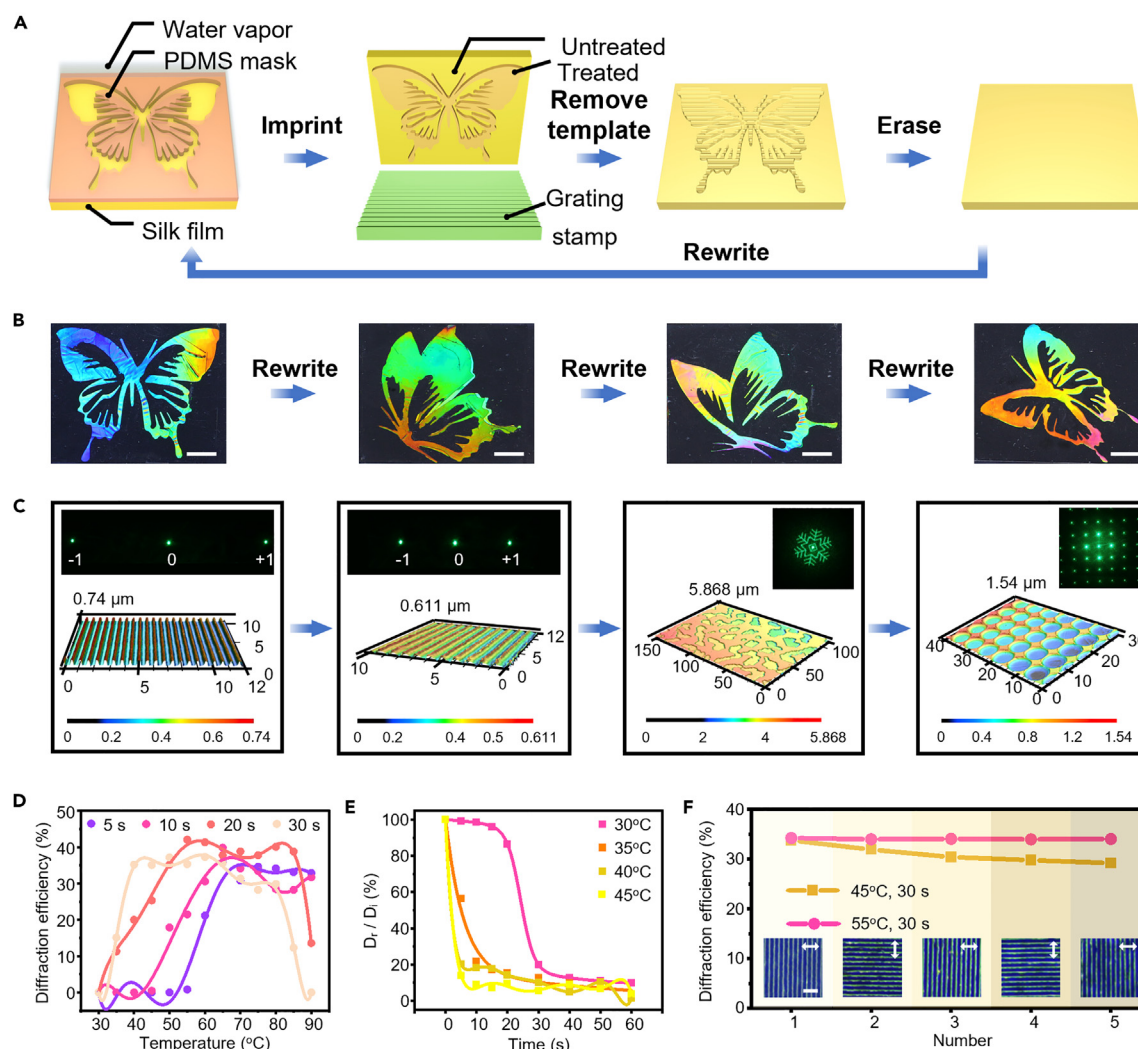 A
Water vapor
PDMS mask
Silk film
Imprint
Untreated
Treated
Remove
template
Grating
stamp
Erase
Rewrite
B
Rewrite
Rewrite
Rewrite
C
-1 0 +1
0.74 µm
10
5
0
0 5 10 12
0 0.2 0.4 0.6 0.74
-1 0 +1
0.611 µm
12
5
0
10 5 0
0 0.2 0.4 0.5 0.611
5.868 µm
100
50
0
150 100 50 0
0 2 4 5.868
1.54 µm
30
20
10
0
40 30 20 10 0
0 0.4 0.8 1.2 1.54
D
Diffraction efficiency (%)
50
40
30
20
10
0
5 s 10 s 20 s 30 s
30 40 50 60 70 80 90
Temperature (°C)
E
Dr / Di (%)
100
80
60
40
20
0
30°C
35°C
40°C
45°C
0 10 20 30 40 50 60
Time (s)
F
Diffraction efficiency (%)
40
30
20
10
0
45°C, 30 s
55°C, 30 s
1 2 3 4 5
Number